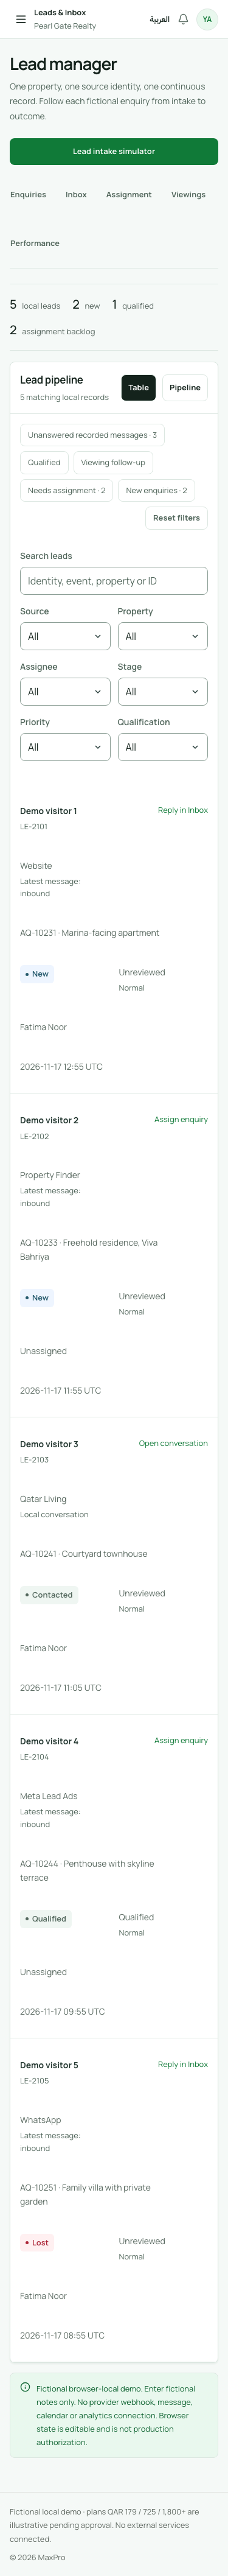 Leads & Inbox
Pearl Gate Realty
العربية
YA
Lead manager
One property, one source identity, one continuous
record. Follow each fictional enquiry from intake to
outcome.
Lead intake simulator
Enquiries Inbox Assignment Viewings
Performance
5 local leads 2 new 1 qualified
2 assignment backlog
Lead pipeline
5 matching local records
Table
Pipeline
Unanswered recorded messages · 3
Qualified Viewing follow-up
Needs assignment · 2 New enquiries · 2
Reset filters
Search leads
Identity, event, property or ID
Source Property
All All
Assignee Stage
All All
Priority Qualification
All All
Demo visitor 1 Reply in Inbox
LE-2101
Website
Latest message:
inbound
AQ-10231 · Marina-facing apartment
New Unreviewed
Normal
Fatima Noor
2026-11-17 12:55 UTC
Demo visitor 2 Assign enquiry
LE-2102
Property Finder
Latest message:
inbound
AQ-10233 · Freehold residence, Viva
Bahriya
New Unreviewed
Normal
Unassigned
2026-11-17 11:55 UTC
Demo visitor 3 Open conversation
LE-2103
Qatar Living
Local conversation
AQ-10241 · Courtyard townhouse
Contacted Unreviewed
Normal
Fatima Noor
2026-11-17 11:05 UTC
Demo visitor 4 Assign enquiry
LE-2104
Meta Lead Ads
Latest message:
inbound
AQ-10244 · Penthouse with skyline
terrace
Qualified Qualified
Normal
Unassigned
2026-11-17 09:55 UTC
Demo visitor 5 Reply in Inbox
LE-2105
WhatsApp
Latest message:
inbound
AQ-10251 · Family villa with private
garden
Lost Unreviewed
Normal
Fatima Noor
2026-11-17 08:55 UTC
Fictional browser-local demo. Enter fictional
notes only. No provider webhook, message,
calendar or analytics connection. Browser
state is editable and is not production
authorization.
Fictional local demo · plans QAR 179 / 725 / 1,800+ are
illustrative pending approval. No external services
connected.
© 2026 MaxPro